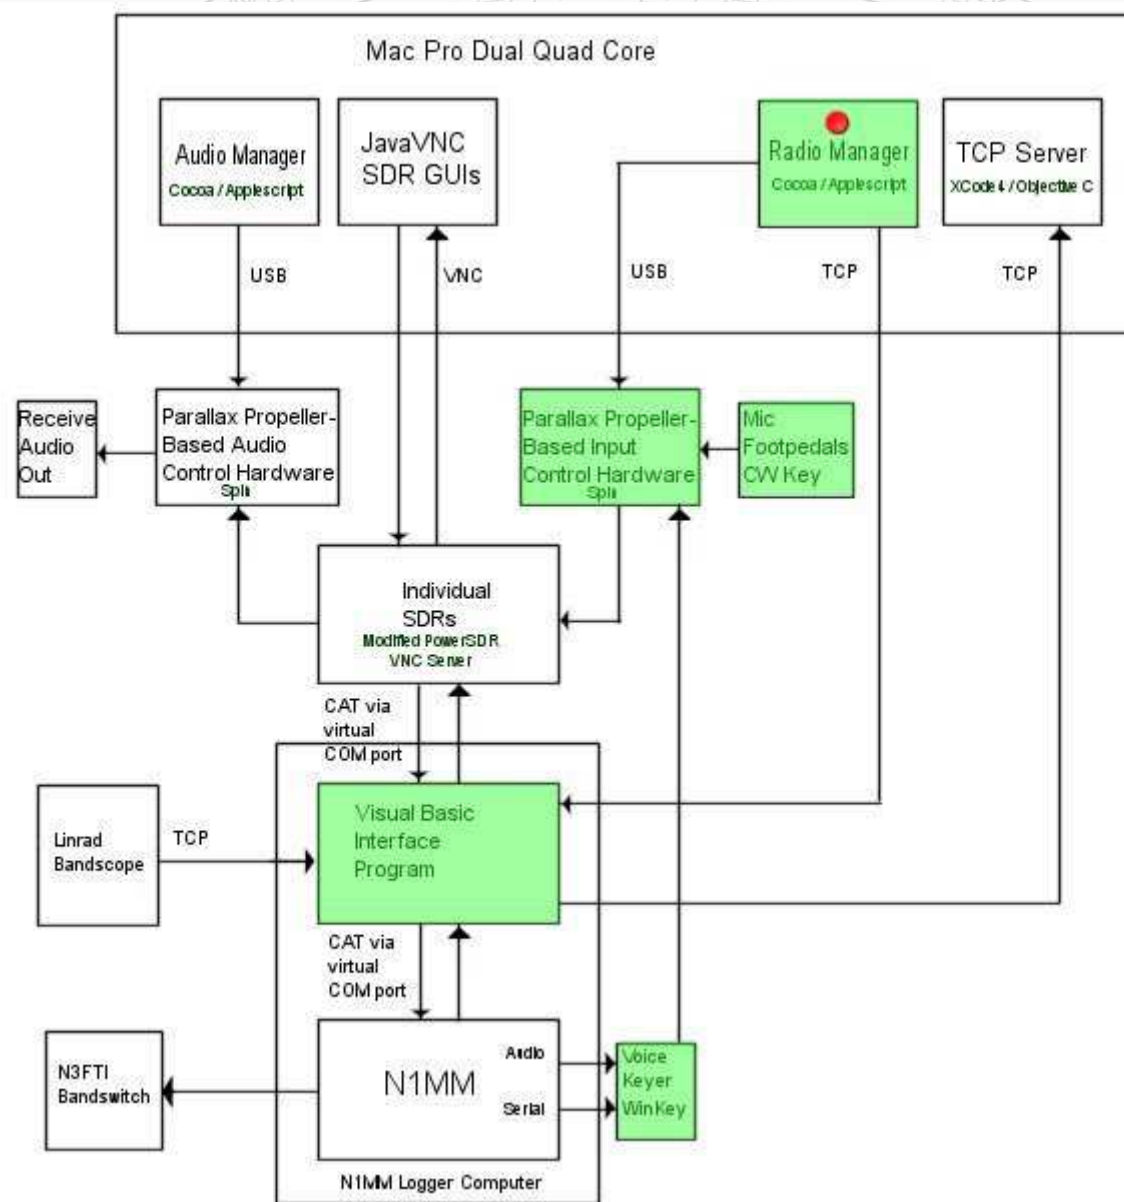 Mac Pro Dual Quad Core
Audio Manager
Cocoa / Applescript
JavaVNC
SDR GUIs
Radio Manager
Cocoa / Applescript
TCP Server
XCode4 / Objective C
USB
VNC
USB
TCP
TCP
Receive
Audio
Out
Parallax Propeller-
Based Audio
Control Hardware
Spin
Parallax Propeller-
Based Input
Control Hardware
Spin
Mic
Footpedals
CW Key
Individual
SDRs
Modified PowerSDR
VNC Server
CAT via
virtual
COM port
Linrad
Bandscope
TCP
Visual Basic
Interface
Program
CAT via
virtual
COM port
N3FTI
Bandswitch
N1MM
Audio
Serial
Voice
Keyer
WinKey
N1MM Logger Computer